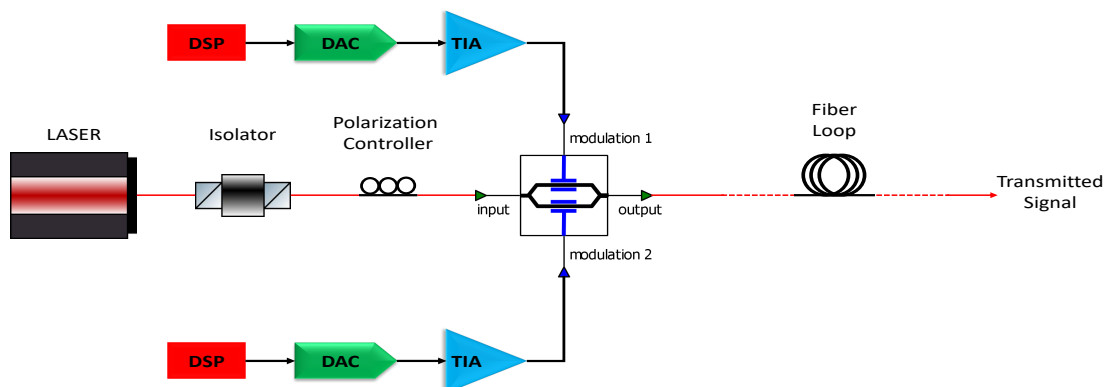 DSP
DAC
TIA
LASER
Isolator
Polarization
Controller
Fiber
Loop
modulation 1
input
output
Transmitted
Signal
modulation 2
DSP
DAC
TIA